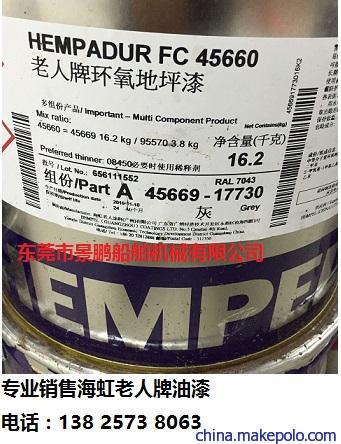 HEMPADUR FC 45660
老人牌环氧地坪漆
多组份产品 / Important – Multi Component Product
Mix ratio:
净含量(千克)
45660 = 45669 16.2 kg / 95570 3.8 kg
16.2
Preferred thinner: 08450必要时使用稀释剂
Lot No.: 656111552
RAL 7043
组份/Part A 45669-17730
灰 Grey
东莞市景鹏船舶机械有限公司
HEMPEL
专业销售海虹老人牌油漆
电话：138 2573 8063
china.makepolo.com